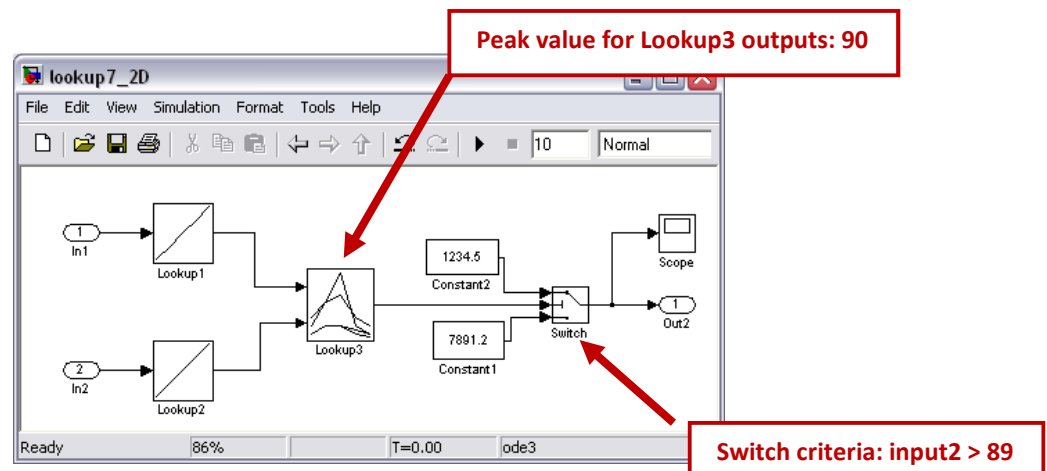 Peak value for Lookup3 outputs: 90
lookup7_2D
File Edit View Simulation Format Tools Help
10 Normal
1
In1
Lookup1
2
In2
Lookup2
Lookup3
1234.5
Constant2
7891.2
Constant1
Switch
Scope
1
Out2
Ready 86% T=0.00 ode3
Switch criteria: input2 > 89